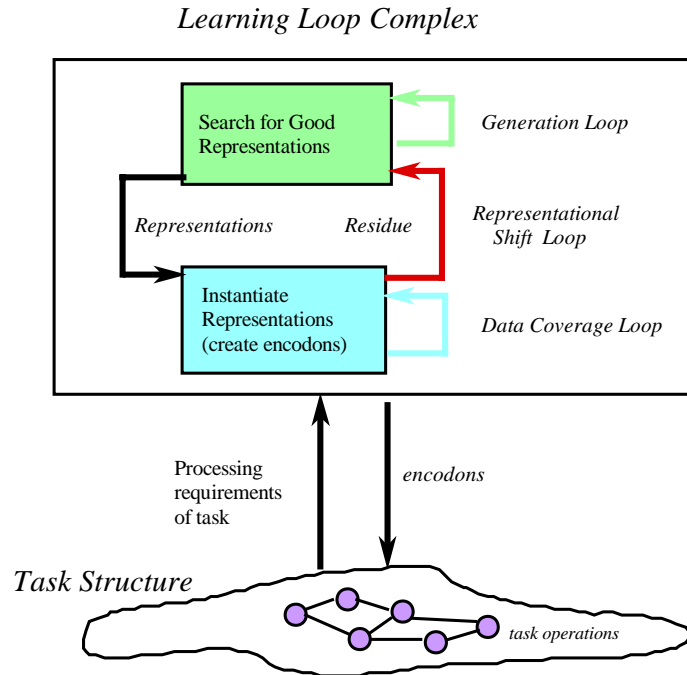 Learning Loop Complex
Search for Good
Representations
Generation Loop
Representations
Residue
Representational
Shift Loop
Instantiate
Representations
(create encodons)
Data Coverage Loop
Processing
requirements
of task
encodons
Task Structure
task operations